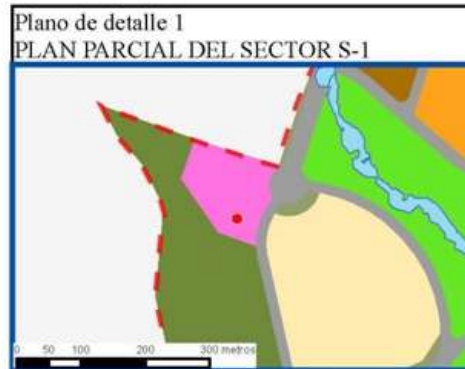 Plano de detalle 1
PLAN PARCIAL DEL SECTOR S-1
0 50 100 200 300 metros